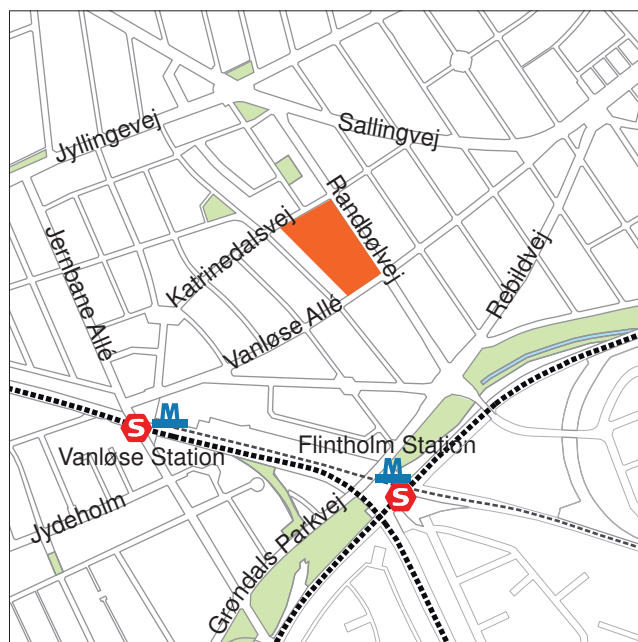 Jyllingevej
Sallingvej
Randbølvej
Katrinedalsvej
Jernbane Allé
Rebildvej
Vanløse Allé
M
S
Vanløse Station
Flintholm Station
M
S
Jydeholm
Grøndals Parkvej